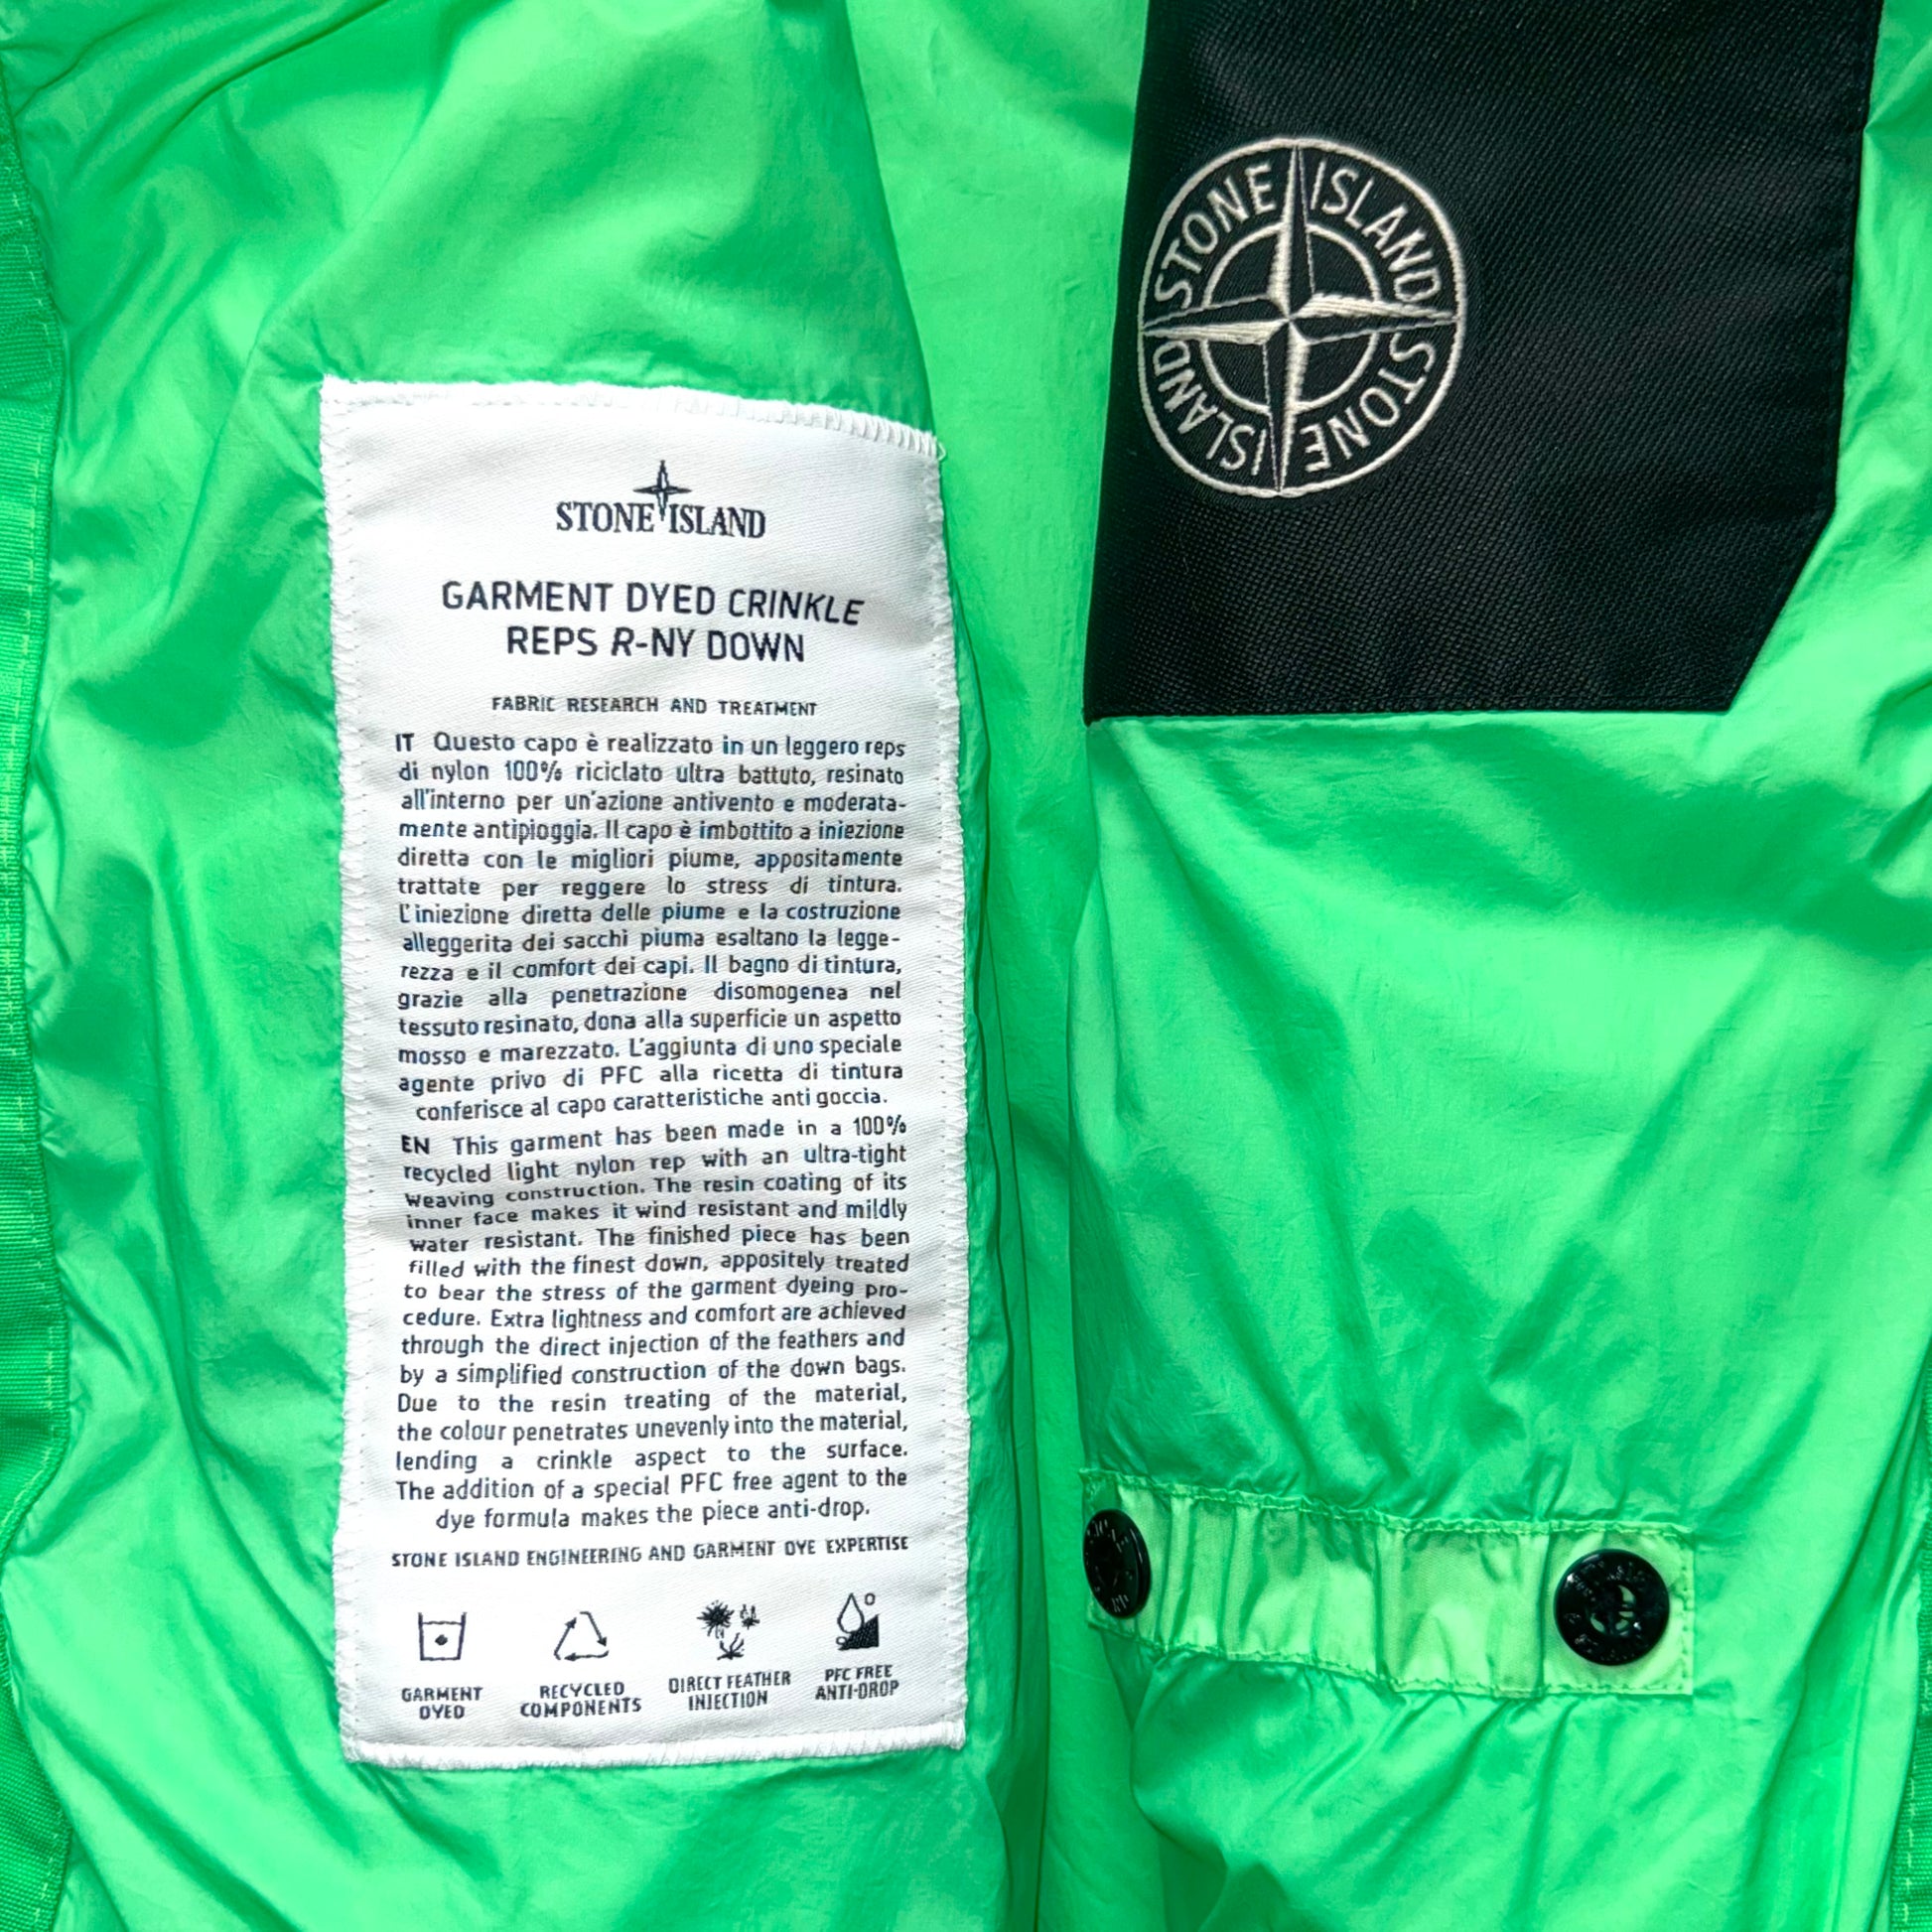 STONE ISLAND
GARMENT DYED CRINKLE
REPS R-NY DOWN
FABRIC RESEARCH AND TREATMENT
IT Questo capo è realizzato in un leggero reps
di nylon 100% riciclato ultra battuto, resinato
all'interno per un'azione antivento e moderata-
mente antipioggia. Il capo è imbottito a iniezione
diretta con le migliori piume, appositamente
trattate per reggere lo stress di tintura.
L'iniezione diretta delle piume e la costruzione
alleggerita dei sacchi piuma esaltano la legge-
rezza e il comfort dei capi. Il bagno di tintura,
grazie alla penetrazione disomogenea nel
tessuto resinato, dona alla superficie un aspetto
mosso e marezzato. L'aggiunta di uno speciale
agente privo di PFC alla ricetta di tintura
conferisce al capo caratteristiche anti goccia.
EN This garment has been made in a 100%
recycled light nylon rep with an ultra-tight
weaving construction. The resin coating of its
inner face makes it wind resistant and mildly
water resistant. The finished piece has been
filled with the finest down, appositely treated
to bear the stress of the garment dyeing pro-
cedure. Extra lightness and comfort are achieved
through the direct injection of the feathers and
by a simplified construction of the down bags.
Due to the resin treating of the material,
the colour penetrates unevenly into the material,
lending a crinkle aspect to the surface.
The addition of a special PFC free agent to the
dye formula makes the piece anti-drop.
STONE ISLAND ENGINEERING AND GARMENT DYE EXPERTISE
GARMENT
DYED
RECYCLED
COMPONENTS
DIRECT FEATHER
INJECTION
PFC FREE
ANTI-DROP
STONE ISLAND
STONE ISLAND